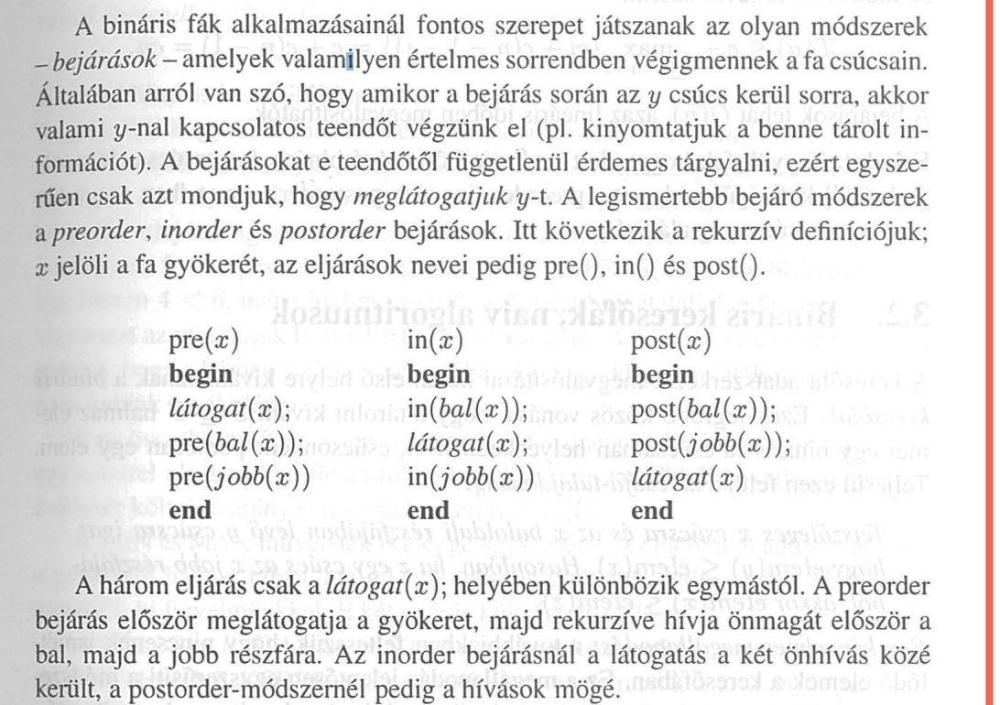 A bináris fák alkalmazásainál fontos szerepet játszanak az olyan módszerek
– bejárások – amelyek valamilyen értelmes sorrendben végigmennek a fa csúcsain.
Általában arról van szó, hogy amikor a bejárás során az y csúcs kerül sorra, akkor
valami y-nal kapcsolatos teendőt végzünk el (pl. kinyomtatjuk a benne tárolt in-
formációt). A bejárásokat e teendőtől függetlenül érdemes tárgyalni, ezért egysze-
rűen csak azt mondjuk, hogy meglátogatjuk y-t. A legismertebb bejáró módszerek
a preorder, inorder és postorder bejárások. Itt következik a rekurzív definíciójuk;
x jelöli a fa gyökerét, az eljárások nevei pedig pre(), in() és post().
pre(x) in(x) post(x)
begin begin begin
látogat(x); in(bal(x)); post(bal(x));
pre(bal(x)); látogat(x); post(jobb(x));
pre(jobb(x)) in(jobb(x)) látogat(x)
end end end
A három eljárás csak a látogat(x); helyében különbözik egymástól. A preorder
bejárás először meglátogatja a gyökeret, majd rekurzíve hívja önmagát először a
bal, majd a jobb részfára. Az inorder bejárásnál a látogatás a két önhívás közé
került, a postorder-módszernél pedig a hívások mögé.